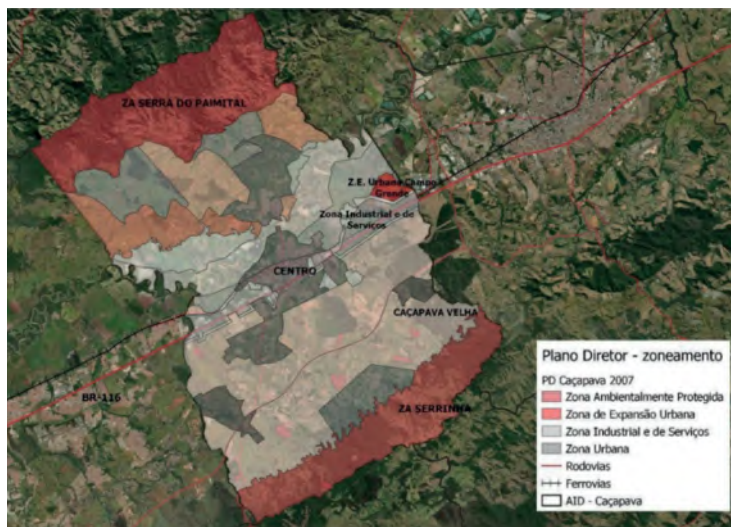 ZA SERRA DO PAIMITAL
Z.E. Urbana Campo
Grande
Zona Industrial e de
Serviços
CENTRO
CAÇAPAVA VELHA
BR-116
ZA SERRINHA
Plano Diretor - zoneamento
PD Caçapava 2007
Zona Ambientalmente Protegida
Zona de Expansão Urbana
Zona Industrial e de Serviços
Zona Urbana
Rodovias
Ferrovias
AID - Caçapava